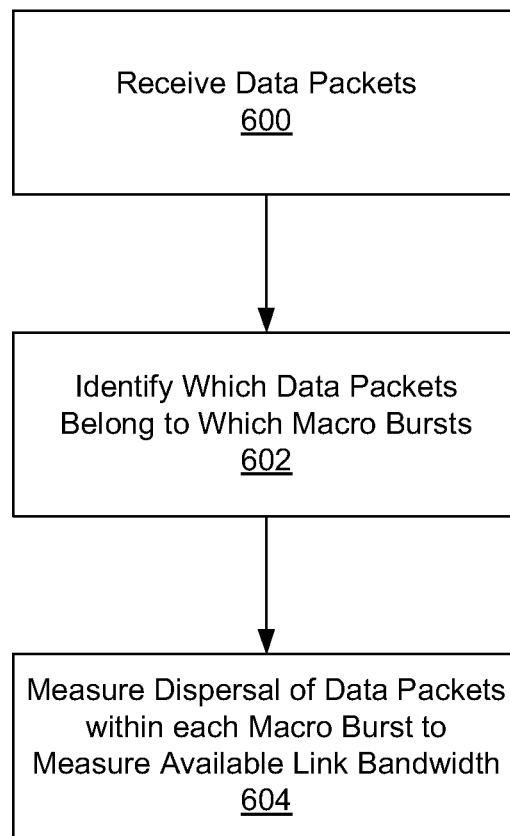 Receive Data Packets
600
Identify Which Data Packets
Belong to Which Macro Bursts
602
Measure Dispersal of Data Packets
within each Macro Burst to
Measure Available Link Bandwidth
604